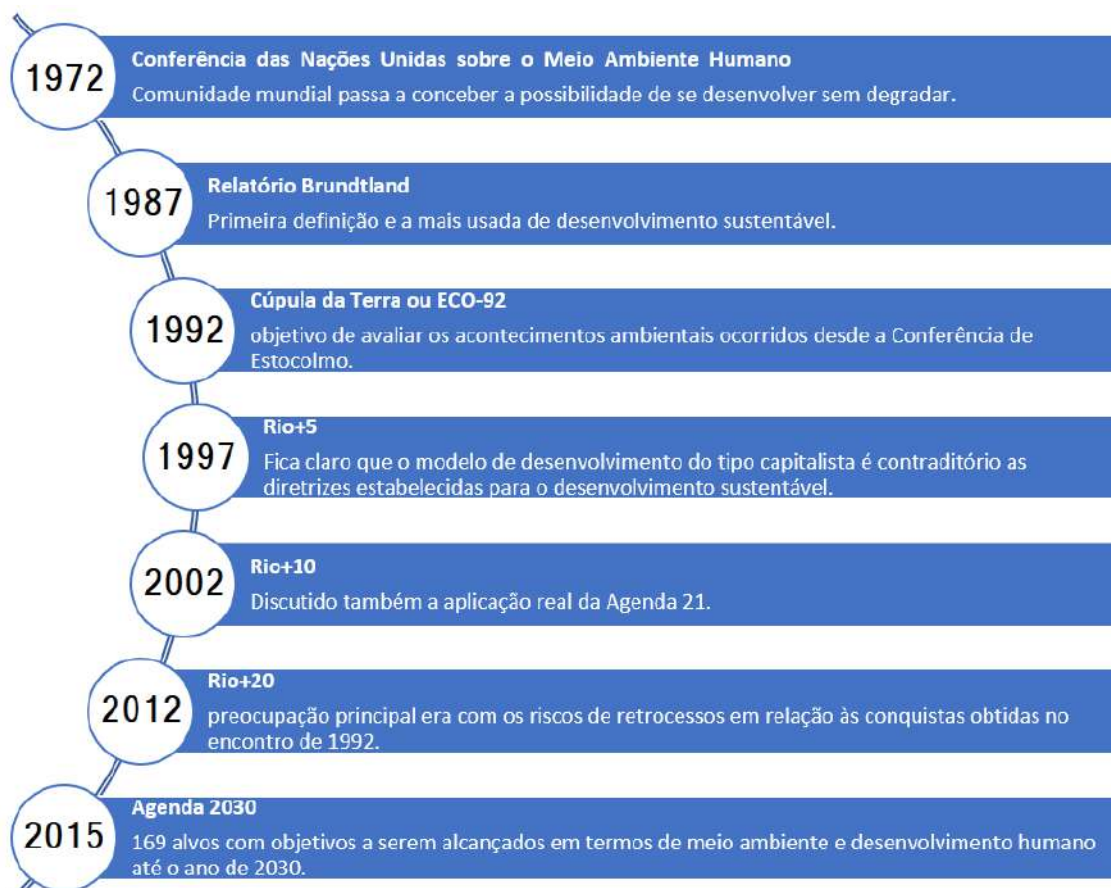 1972
Conferência das Nações Unidas sobre o Meio Ambiente Humano
Comunidade mundial passa a conceber a possibilidade de se desenvolver sem degradar.
1987
Relatório Brundtland
Primeira definição e a mais usada de desenvolvimento sustentável.
1992
Cúpula da Terra ou ECO-92
objetivo de avaliar os acontecimentos ambientais ocorridos desde a Conferência de
Estocolmo.
1997
Rio+5
Fica claro que o modelo de desenvolvimento do tipo capitalista é contraditório as
diretrizes estabelecidas para o desenvolvimento sustentável.
2002
Rio+10
Discutido também a aplicação real da Agenda 21.
2012
Rio+20
preocupação principal era com os riscos de retrocessos em relação às conquistas obtidas no
encontro de 1992.
2015
Agenda 2030
169 alvos com objetivos a serem alcançados em termos de meio ambiente e desenvolvimento humano
até o ano de 2030.